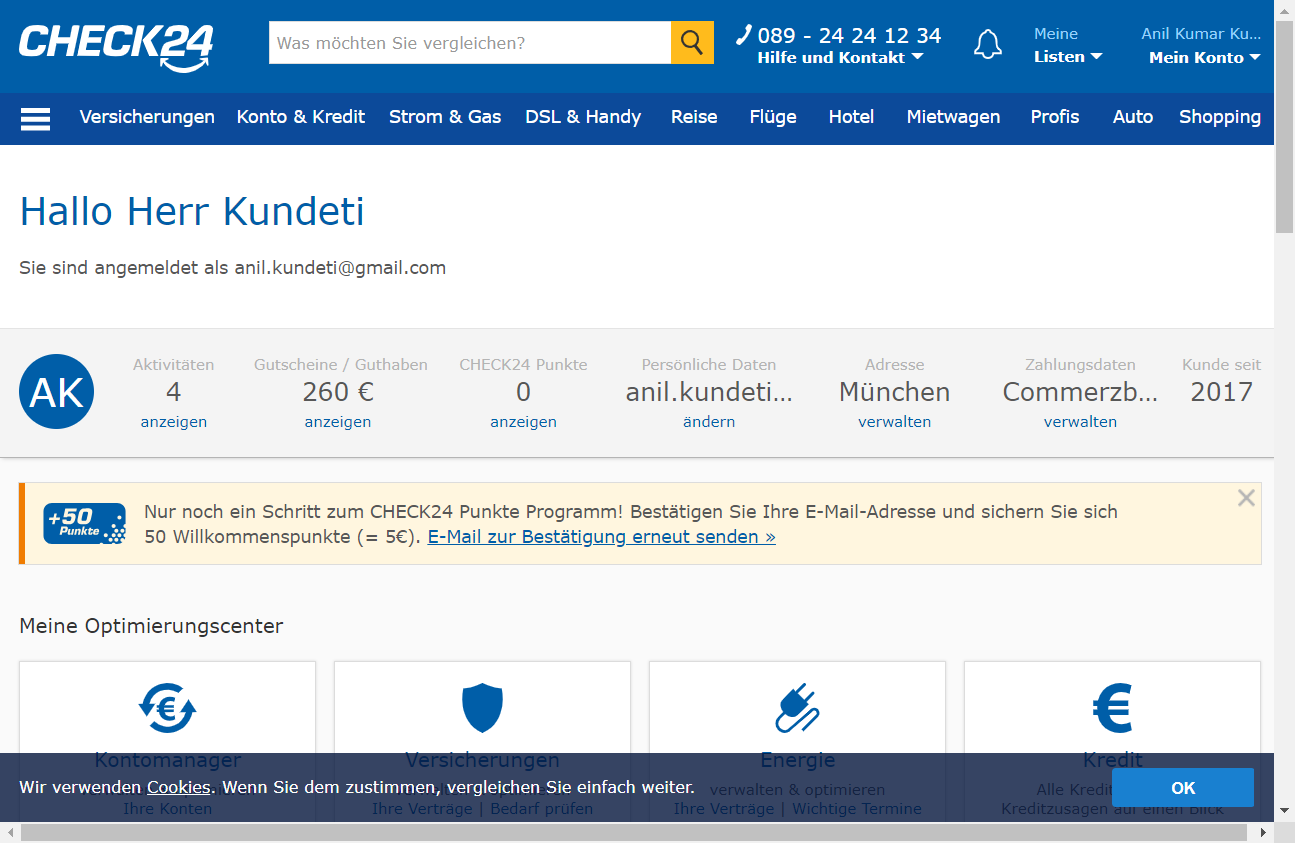 CHECK24
Was möchten Sie vergleichen?
089 - 24 24 12 34
Hilfe und Kontakt
Meine
Listen
Anil Kumar Ku...
Mein Konto
Versicherungen Konto & Kredit Strom & Gas DSL & Handy Reise Flüge Hotel Mietwagen Profis Auto Shopping
Hallo Herr Kundeti
Sie sind angemeldet als anil.kundeti@gmail.com
AK
Aktivitäten
4
anzeigen
Gutscheine / Guthaben
260 €
anzeigen
CHECK24 Punkte
0
anzeigen
Persönliche Daten
anil.kundeti...
ändern
Adresse
München
verwalten
Zahlungsdaten
Commerzb...
verwalten
Kunde seit
2017
+50
Punkte
Nur noch ein Schritt zum CHECK24 Punkte Programm! Bestätigen Sie Ihre E-Mail-Adresse und sichern Sie sich
50 Willkommenspunkte (= 5€). E-Mail zur Bestätigung erneut senden »
Meine Optimierungscenter
Kontomanager
Ihre Konten
Versicherungen
Ihre Verträge | Bedarf prüfen
Energie
verwalten & optimieren
Ihre Verträge | Wichtige Termine
Kredit
Alle Kredit
Kreditzusagen auf einen Blick
Wir verwenden Cookies. Wenn Sie dem zustimmen, vergleichen Sie einfach weiter.
OK